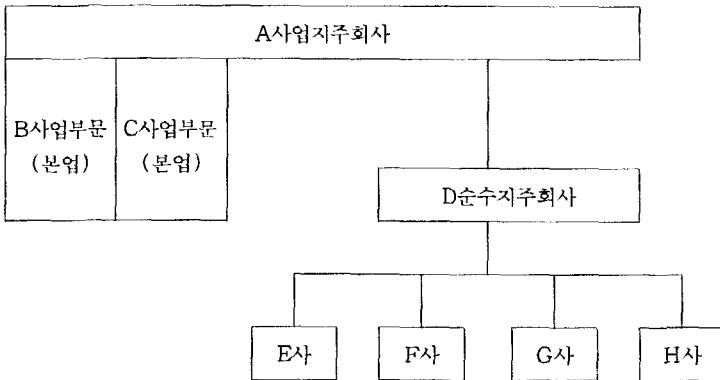 A사업지주회사
B사업부문 C사업부문
(본업) (본업)
D순수지주회사
E사 F사 G사 H사